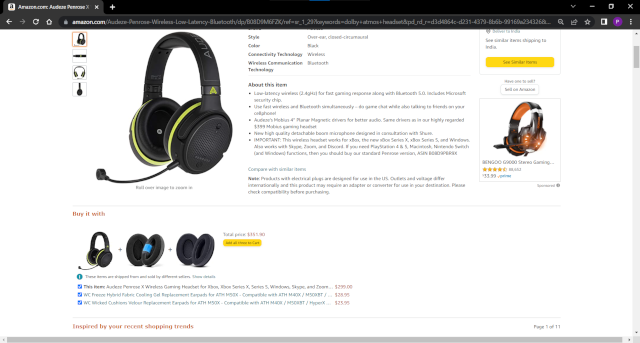 Amazon.com: Audeze Penrose X
amazon.com/Audeze-Penrose-Wireless-Low-Latency-Bluetooth/dp/B08D9M6FZK/ref=sr_1_29?keywords=dolby+atmos+headset
Deliver to India
Style
Over-ear, closed-circumaural
Color
Black
Connectivity Technology
Wireless
Wireless Communication
Bluetooth
Technology
About this item
Low-latency wireless (2.4gHz) for fast gaming response along with Bluetooth 5.0. Includes Microsoft
security chip.
Use fast wireless and Bluetooth simultaneously - do game chat while also talking to friends on your
cellphone!
Audeze's Mobius 4" Planar Magnetic drivers for better audio. Same drivers as in our highly regarded
$399 Mobius gaming headset
New high quality detachable boom microphone designed in consultation with Shure.
IMPORTANT: This wireless headset works for xBox, the new xBox Series X, xBox Series S, and Windows.
Also works with Skype, Zoom, and Discord. If you need PlayStation 4 & 5, Macintosh, Nintendo Switch
(and Windows) functions, then you should buy our standard Penrose version, ASIN
Compare with similar items
Note: Products with electrical plugs are designed for use in the US. Outlets and voltage differ
internationally and this product may require an adapter or converter for use in your destination. Please
check compatibility before purchasing.
Roll over image to zoom in
See similar items shipping to
India.
See Similar Items
Have one to sell?
Sell on Amazon
BENGOO G9000 Stereo Gaming...
Sponsored
Buy it with
Total price: $351.90
Add all three to Cart
These items are shipped from and sold by different sellers. Show details
This item: Audeze Penrose X Wireless Gaming Headset for Xbox, Xbox Series X, Series S, Windows, Skype, and Zoom... $299.00
WC Freeze Hybrid Fabric Cooling Gel Replacement Earpads for ATH M50X - Compatible with ATH M40X / M50XBT /... $28.95
WC Wicked Cushions Velour Replacement Earpads for ATH M50X - Compatible with ATM M40X / M50XBT / HyperX... $23.95
Inspired by your recent shopping trends
Page 1 of 11